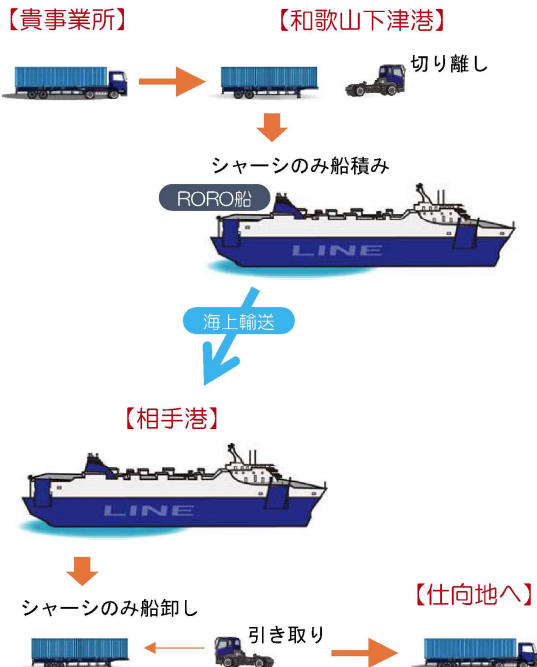 【貴事業所】
【和歌山下津港】
切り離し
シャーシのみ船積み
RORO船
LINE
海上輸送
【相手港】
LINE
シャーシのみ船卸し
【仕向地へ】
引き取り